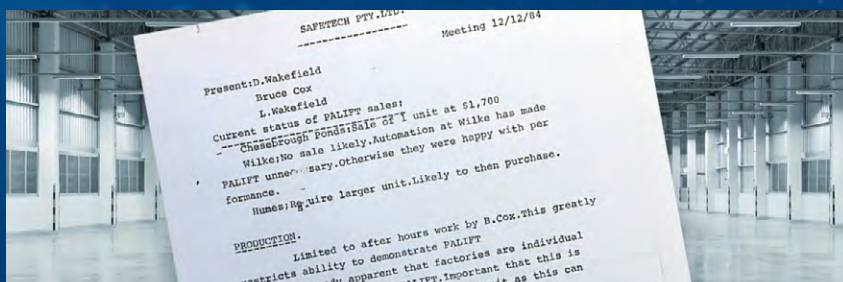 SAFETECH PTY.LTD.
Meeting 12/12/84
Present:D.Wakefield
Bruce Cox
L.Wakefield
Current status of PALIFT sales;
Chesebrough Ponds;Sale of 1 unit at $1,700
Wilke;No sale likely.Automation at Wilke has made
PALIFT unnecessary.Otherwise they were happy with per
formance.
Humes;Require larger unit.Likely to then purchase.
PRODUCTION.
Limited to after hours work by B.Cox.This greatly
restricts ability to demonstrate PALIFT
apparent that factories are individual
PALIFT.Important that this is
as this can